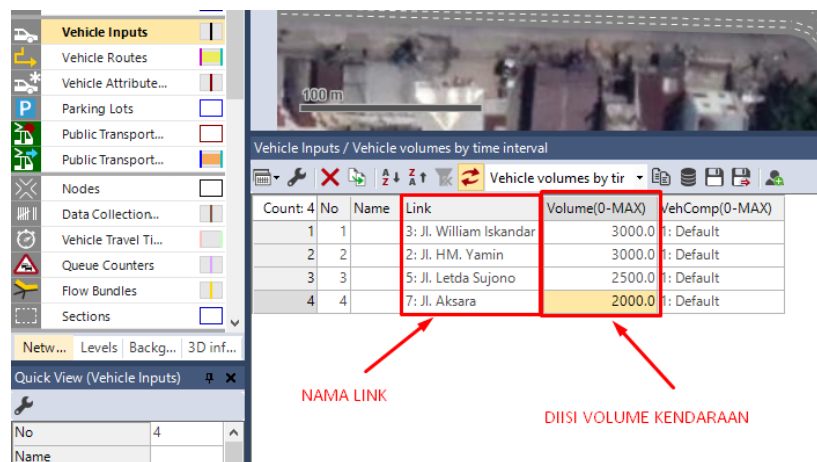 Vehicle Inputs
Vehicle Routes
Vehicle Attribute...
P Parking Lots
Public Transport...
Public Transport...
Nodes
Data Collection...
Vehicle Travel Ti...
Queue Counters
Flow Bundles
Sections
Netw... Levels Backg... 3D inf...
Quick View (Vehicle Inputs)
No 4
Name
100 m
Vehicle Inputs / Vehicle volumes by time interval
Vehicle volumes by tir
Count: 4 No Name Link Volume(0-MAX) VehComp(0-MAX)
1 1 3: Jl. William Iskandar 3000.0 1: Default
2 2 2: Jl. HM. Yamin 3000.0 1: Default
3 3 5: Jl. Letda Sujono 2500.0 1: Default
4 4 7: Jl. Aksara 2000.0 1: Default
NAMA LINK
DIISI VOLUME KENDARAAN